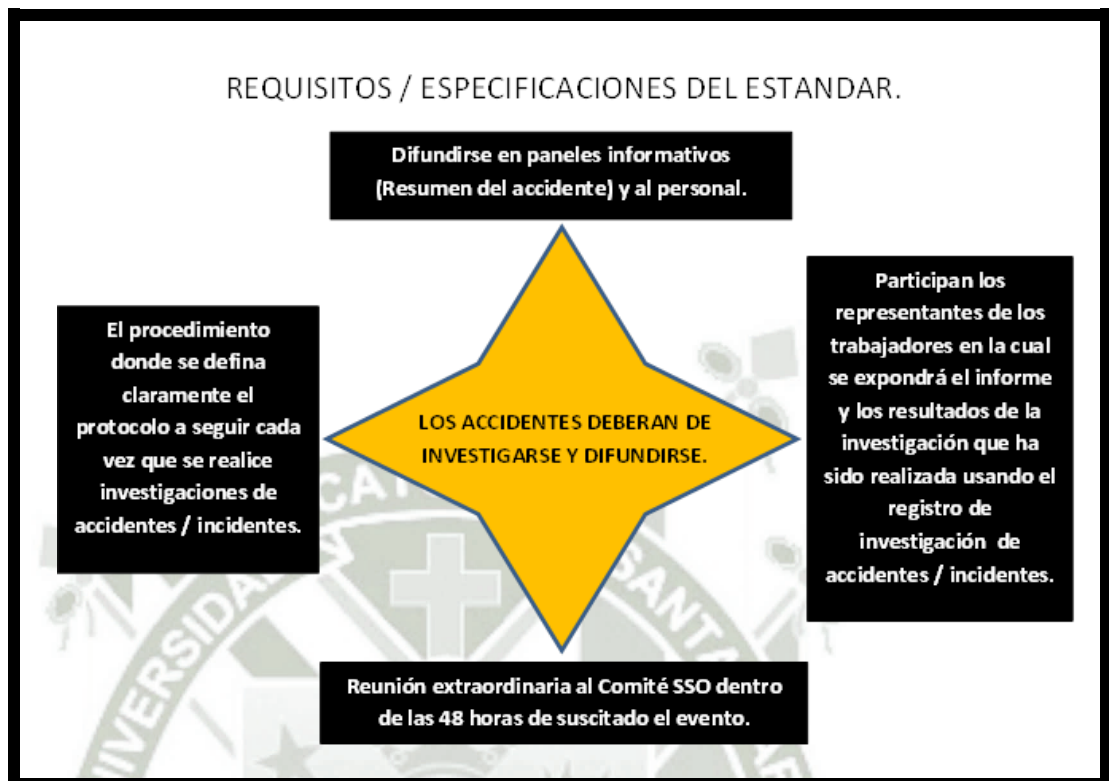 REQUISITOS / ESPECIFICACIONES DEL ESTANDAR.
Difundirse en paneles informativos
(Resumen del accidente) y al personal.
El procedimiento
donde se defina
claramente el
protocolo a seguir cada
vez que se realice
investigaciones de
accidentes / incidentes.
LOS ACCIDENTES DEBERAN DE
INVESTIGARSE Y DIFUNDIRSE.
Participan los
representantes de los
trabajadores en la cual
se expondrá el informe
y los resultados de la
investigación que ha
sido realizada usando el
registro de
investigación de
accidentes / incidentes.
Reunión extraordinaria al Comité SSO dentro
de las 48 horas de suscitado el evento.